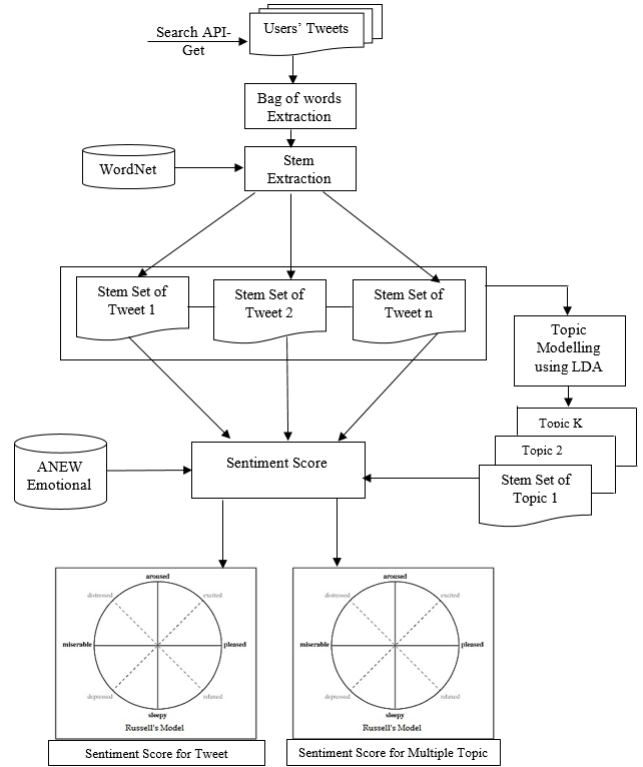 Search API-
Get
Users’ Tweets
Bag of words
Extraction
WordNet
Stem
Extraction
Stem Set of
Tweet 1
Stem Set of
Tweet 2
Stem Set of
Tweet n
Topic
Modelling
using LDA
Topic K
Topic 2
Stem Set of
Topic 1
ANEW
Emotional
Sentiment Score
aroused
distressed
excited
miserable
pleased
depressed
relaxed
sleepy
Russell's Model
Sentiment Score for Tweet
aroused
distressed
excited
miserable
pleased
depressed
relaxed
sleepy
Russell's Model
Sentiment Score for Multiple Topic